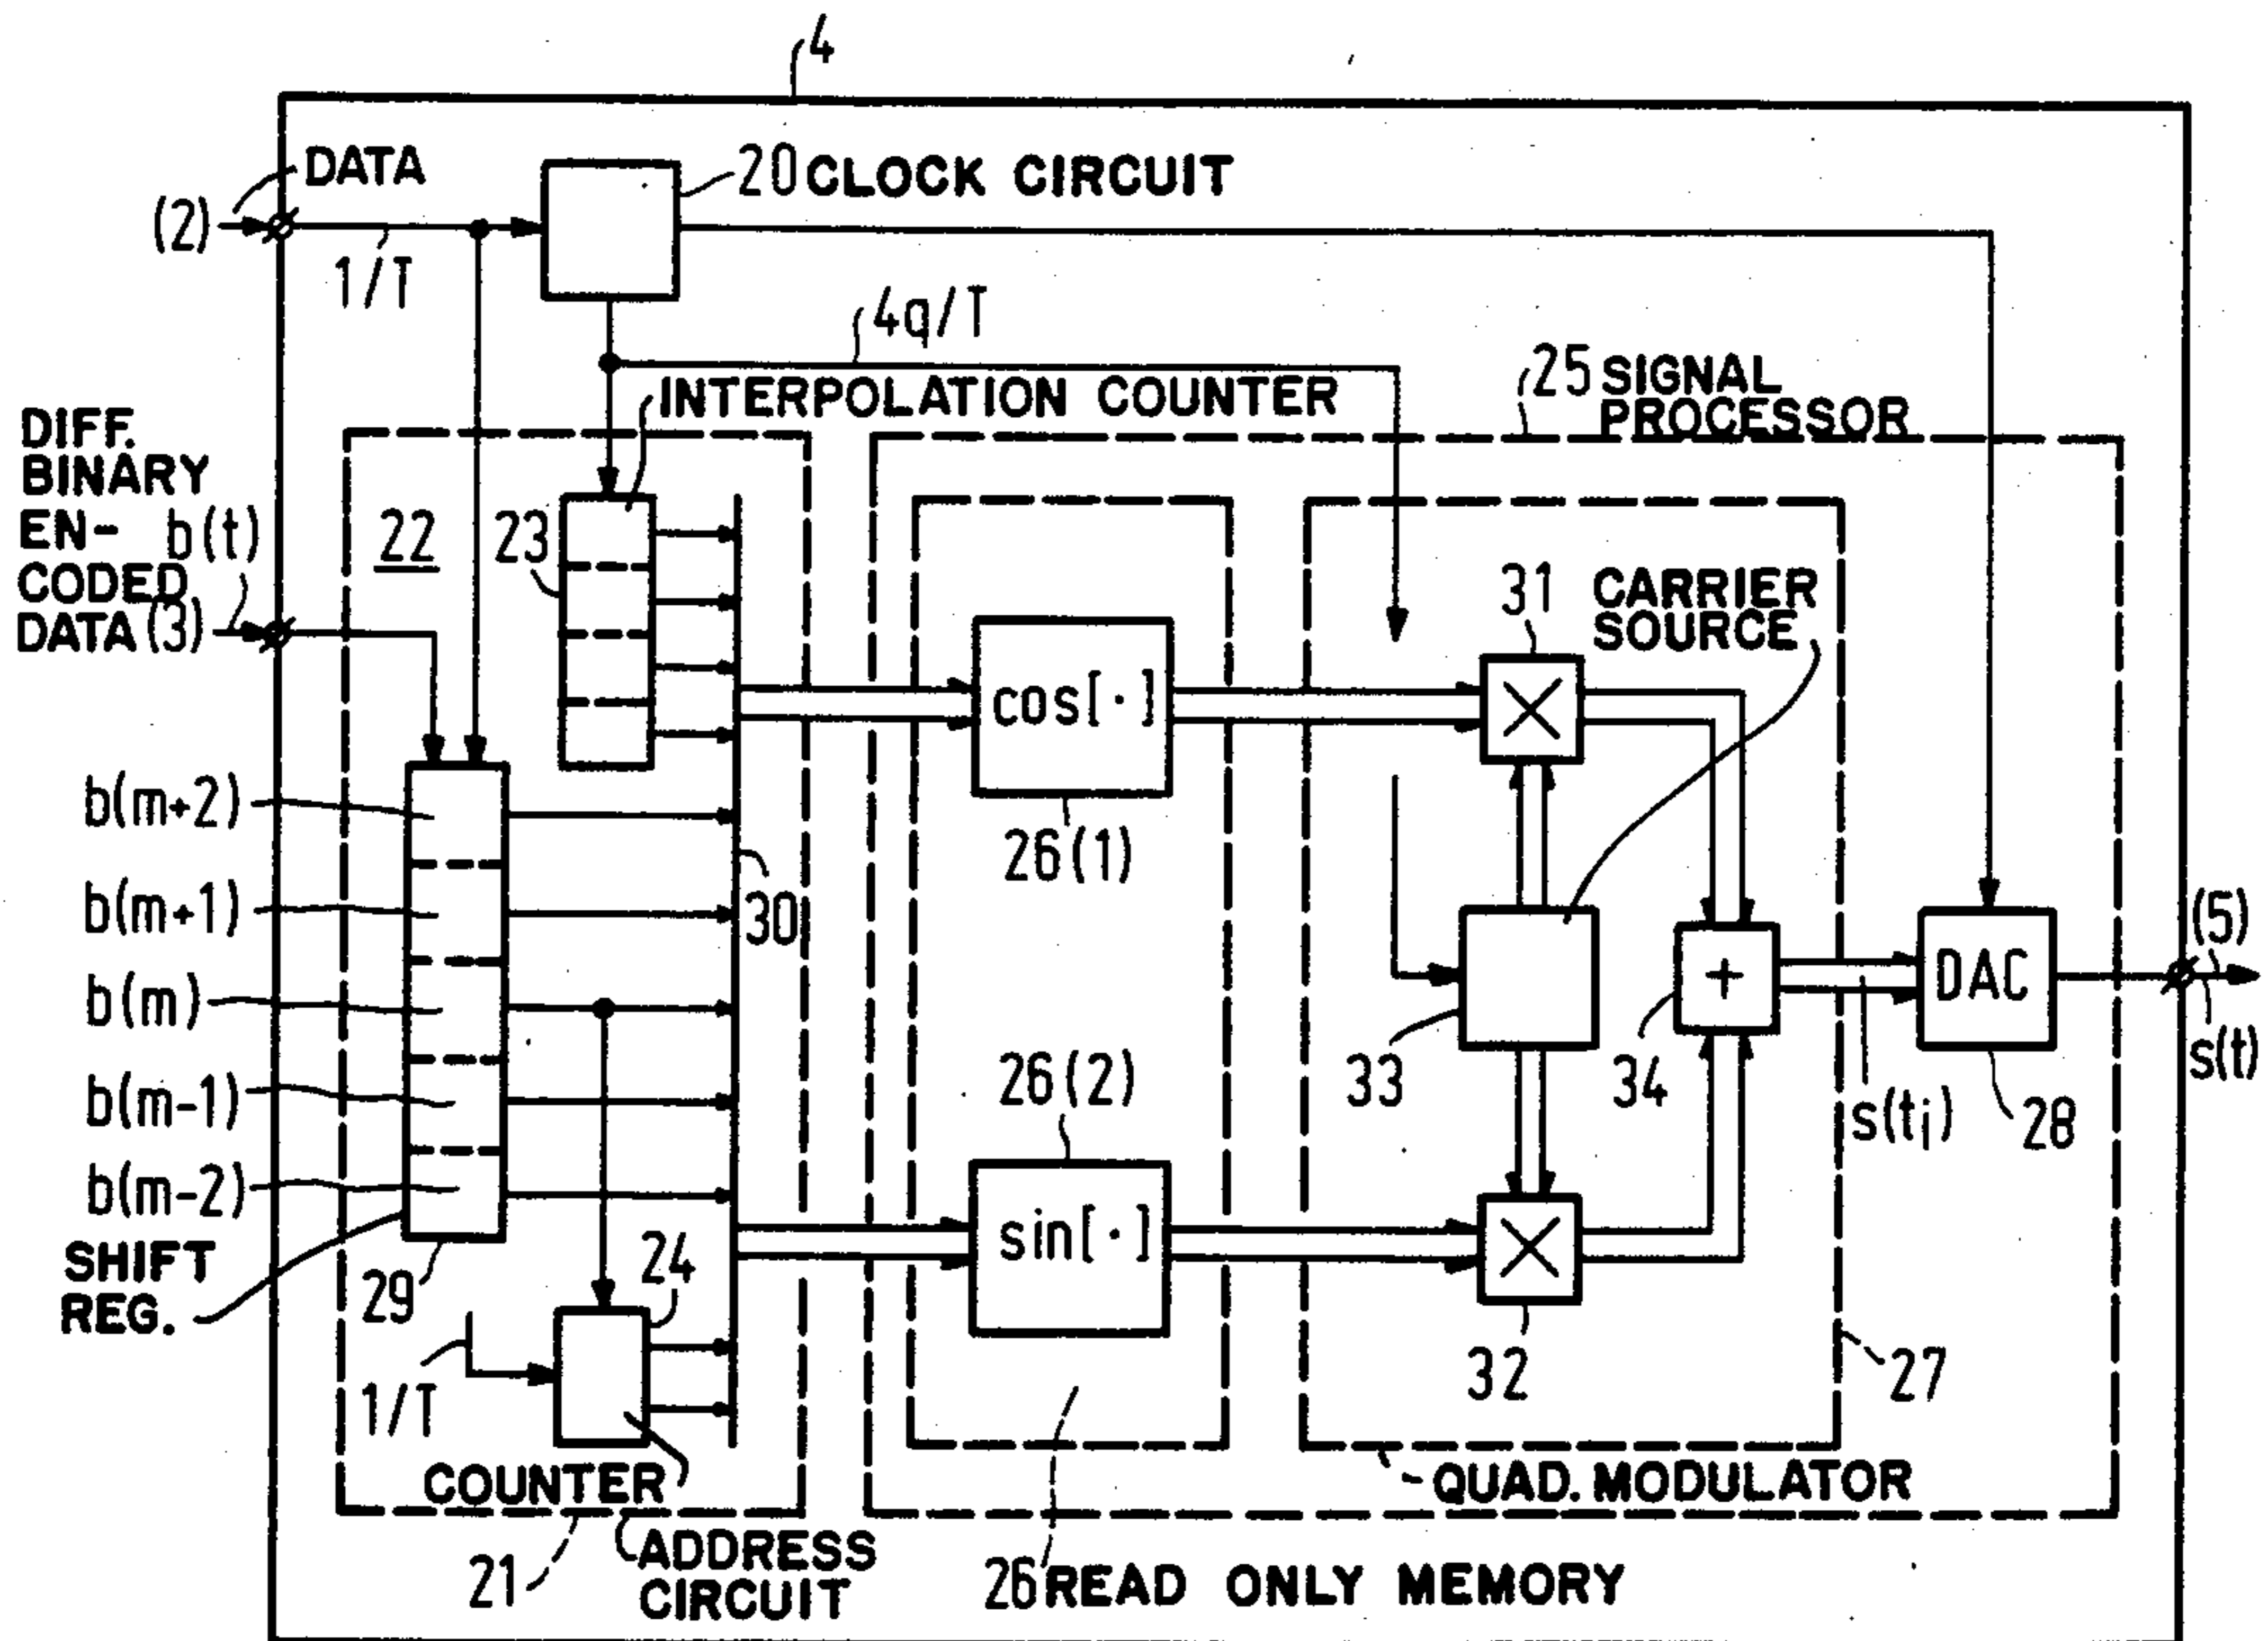 4
DATA
(2)
1/T
20 CLOCK CIRCUIT
4q/T
INTERPOLATION COUNTER
25 SIGNAL
PROCESSOR
DIFF.
BINARY
EN- b(t)
CODED
DATA (3)
22
23
31
CARRIER
SOURCE
cos[·]
26(1)
b(m+2)
b(m+1)
b(m)
b(m-1)
b(m-2)
30
33
34
DAC
(5)
s(t)
s(ti)
28
26(2)
sin[·]
SHIFT
REG.
29
24
1/T
32
27
COUNTER
QUAD. MODULATOR
21
ADDRESS
CIRCUIT
26 READ ONLY MEMORY